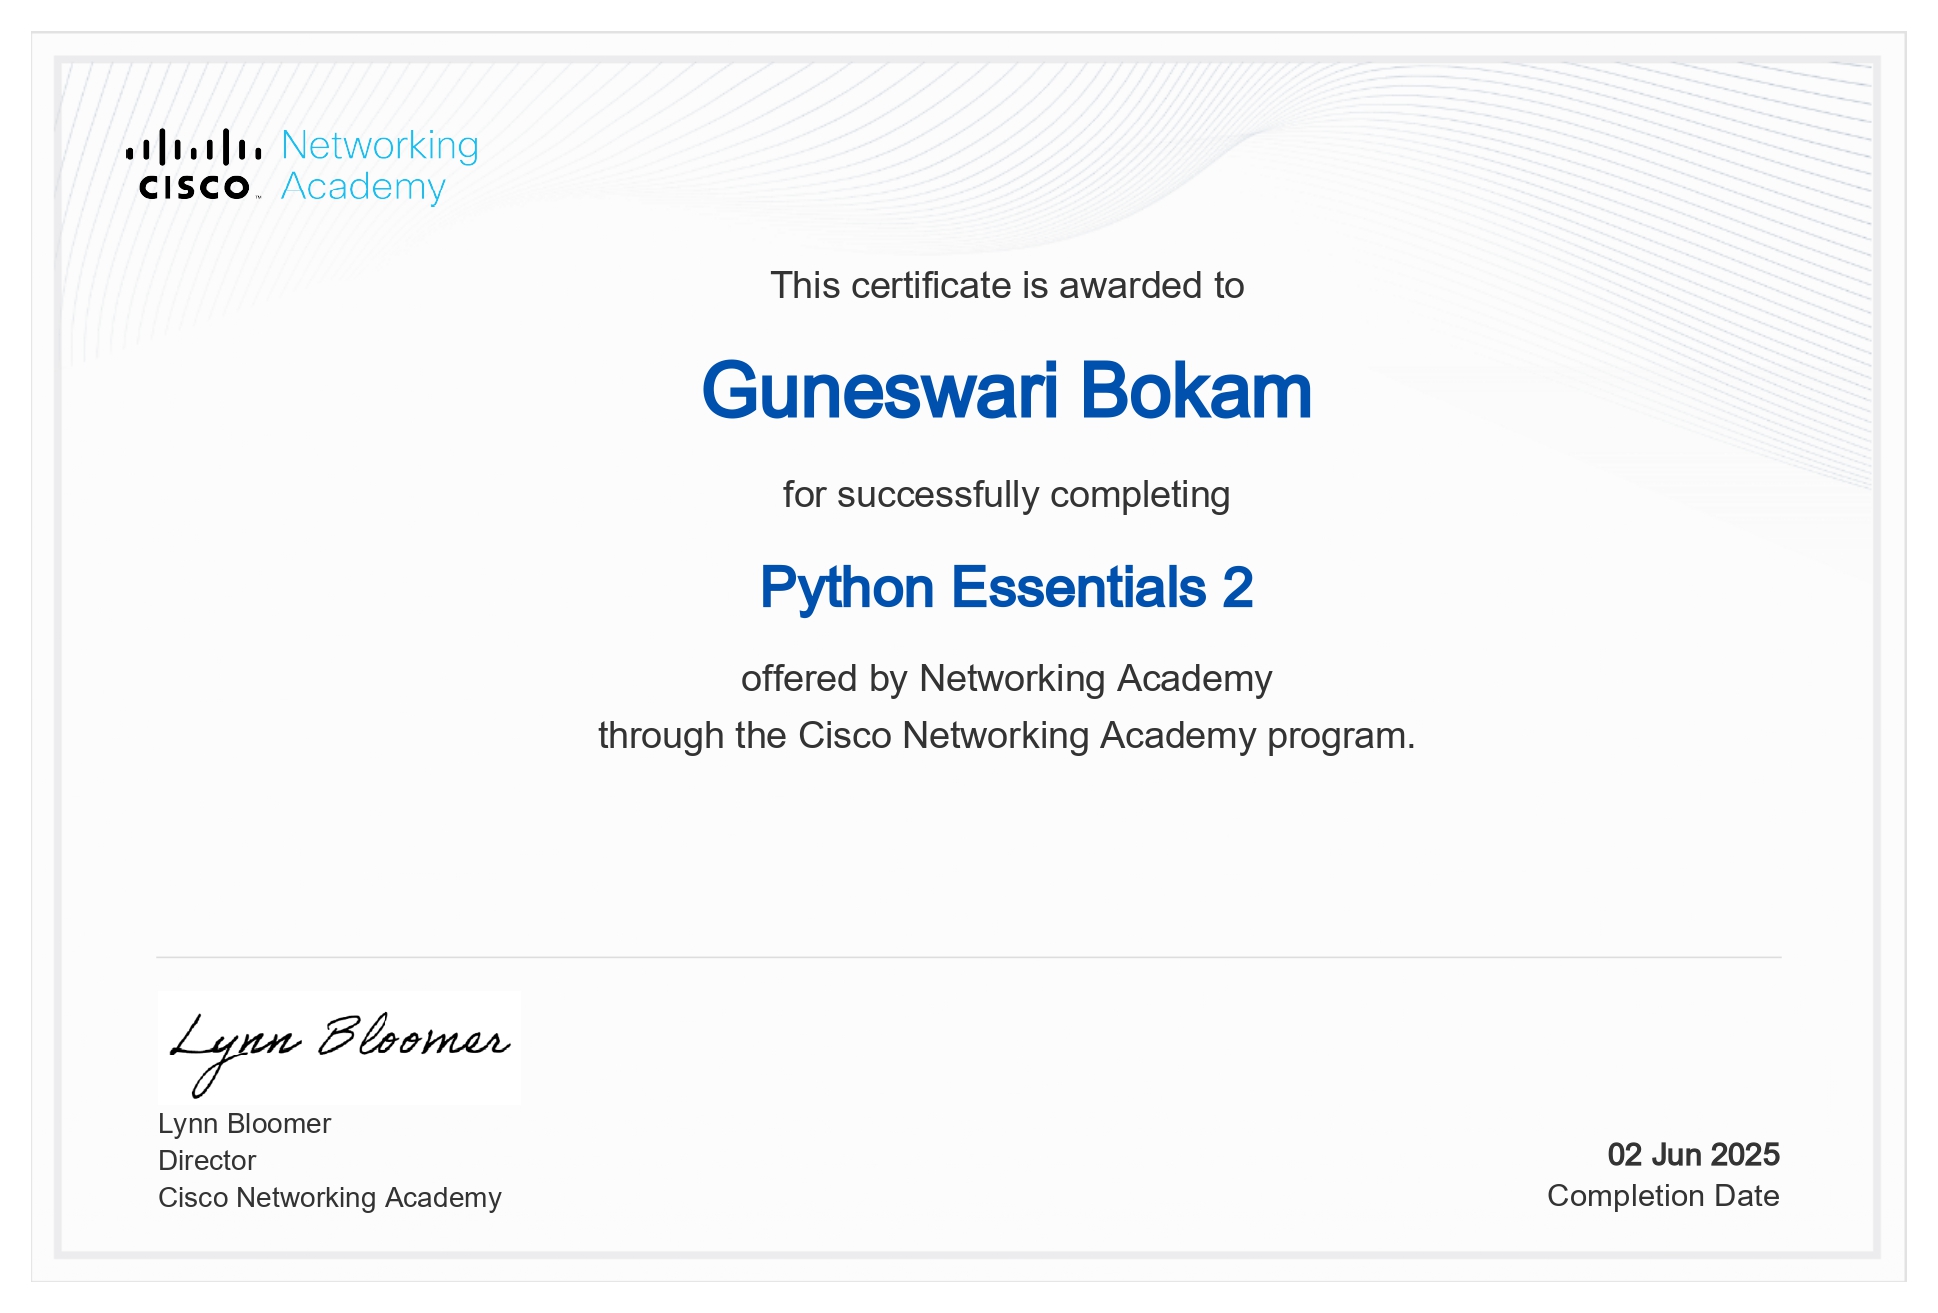 Networking
CISCO™ Academy
This certificate is awarded to
Guneswari Bokam
for successfully completing
Python Essentials 2
offered by Networking Academy
through the Cisco Networking Academy program.
Lynn Bloomer
Lynn Bloomer
Director
Cisco Networking Academy
02 Jun 2025
Completion Date